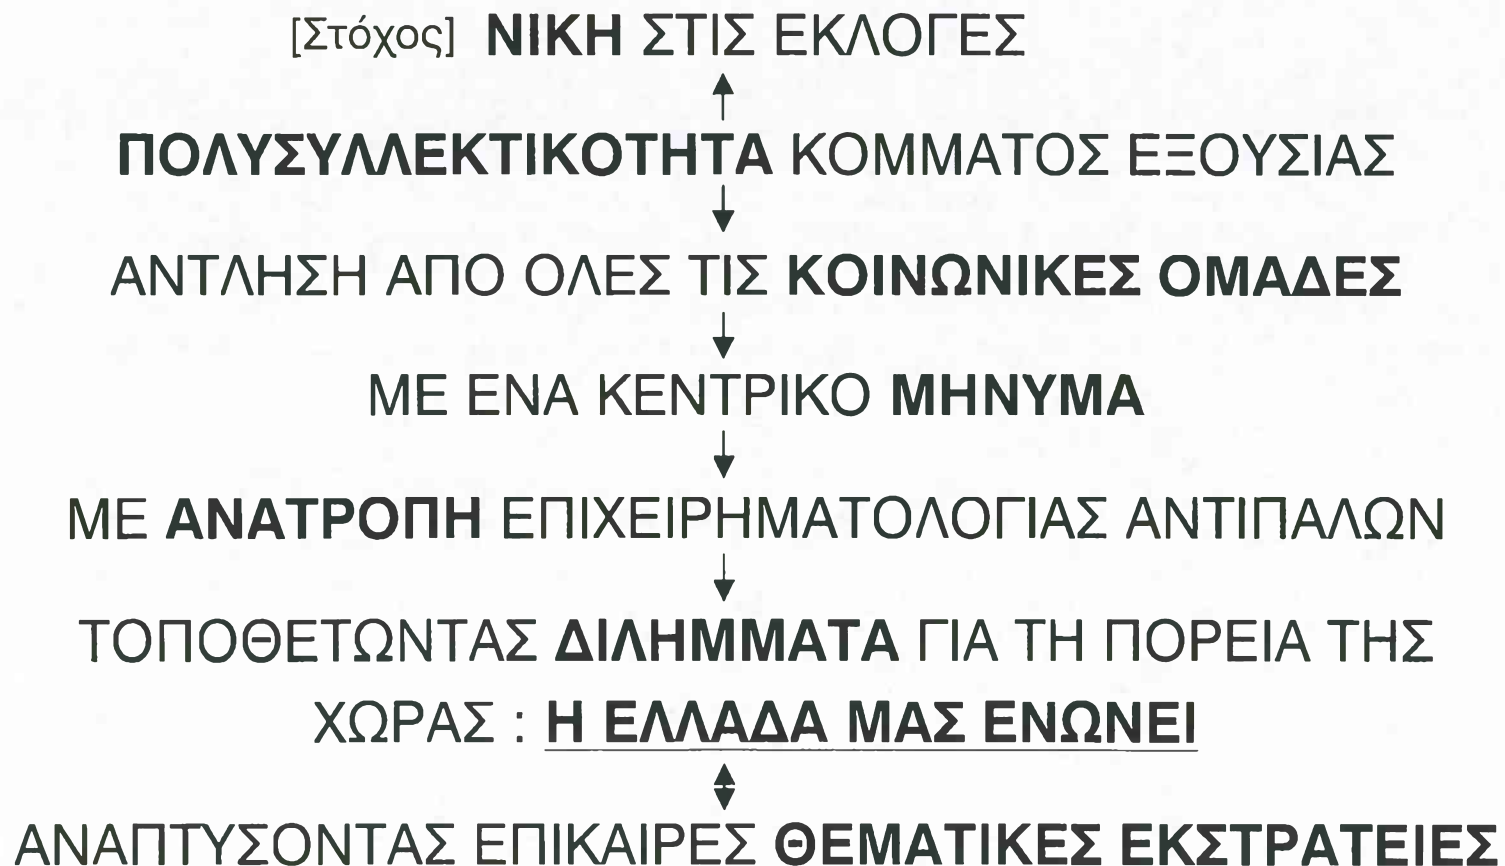 [Στόχος] ΝΙΚΗ ΣΤΙΣ ΕΚΛΟΓΕΣ
ΠΟΛΥΣΥΛΛΕΚΤΙΚΟΤΗΤΑ ΚΟΜΜΑΤΟΣ ΕΞΟΥΣΙΑΣ
ΑΝΤΛΗΣΗ ΑΠΟ ΟΛΕΣ ΤΙΣ ΚΟΙΝΩΝΙΚΕΣ ΟΜΑΔΕΣ
ΜΕ ΕΝΑ ΚΕΝΤΡΙΚΟ ΜΗΝΥΜΑ
ΜΕ ΑΝΑΤΡΟΠΗ ΕΠΙΧΕΙΡΗΜΑΤΟΛΟΓΙΑΣ ΑΝΤΙΠΑΛΩΝ
ΤΟΠΟΘΕΤΩΝΤΑΣ ΔΙΛΗΜΜΑΤΑ ΓΙΑ ΤΗ ΠΟΡΕΙΑ ΤΗΣ
ΧΩΡΑΣ : Η ΕΛΛΑΔΑ ΜΑΣ ΕΝΩΝΕΙ
ΑΝΑΠΤΥΣΟΝΤΑΣ ΕΠΙΚΑΙΡΕΣ ΘΕΜΑΤΙΚΕΣ ΕΚΣΤΡΑΤΕΙΕΣ